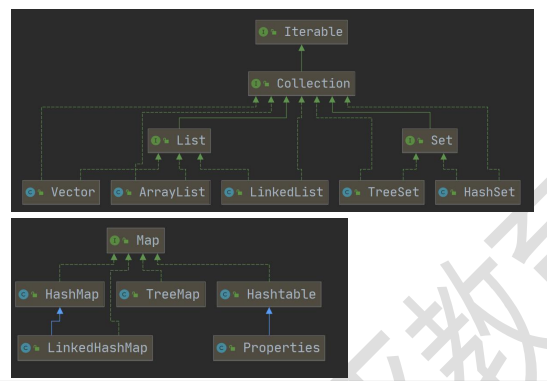 Iterable
Collection
List Set
Vector ArrayList LinkedList TreeSet HashSet
Map
HashMap TreeMap Hashtable
LinkedHashMap Properties